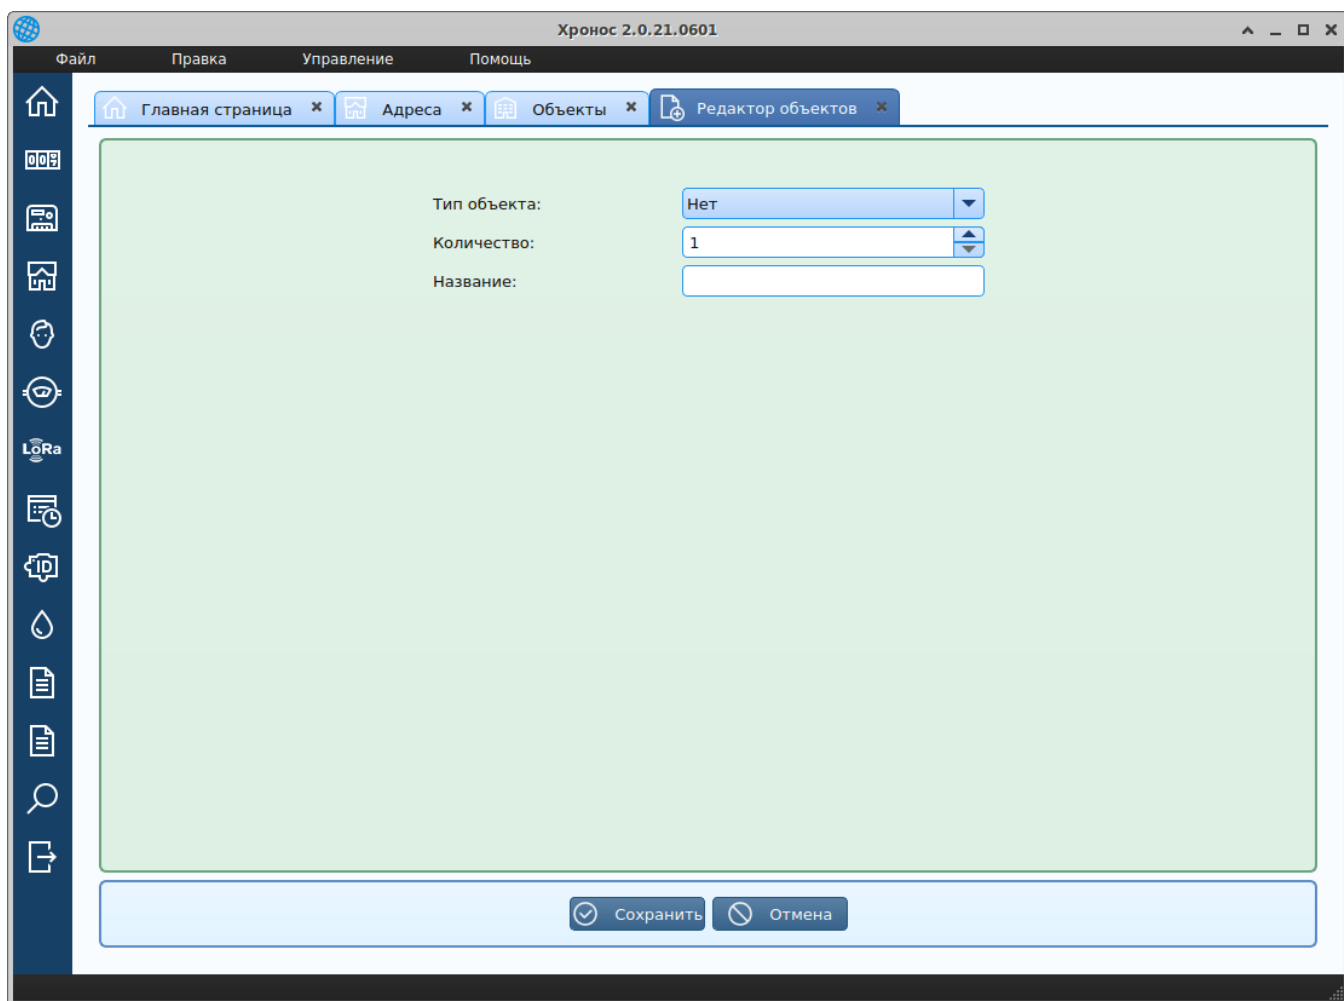 Хронос 2.0.21.0601
Файл Правка Управление Помощь
Главная страница Адреса Объекты Редактор объектов
Тип объекта: Нет
Количество: 1
Название:
LoRa
ID
Сохранить Отмена